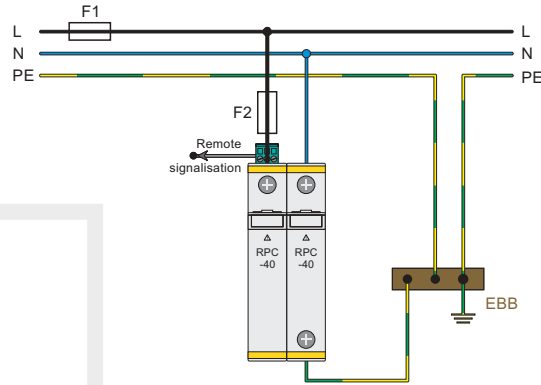 F1
L L
N N
PE PE
F2
Remote
signalisation
RPC RPC
-40 -40
EBB